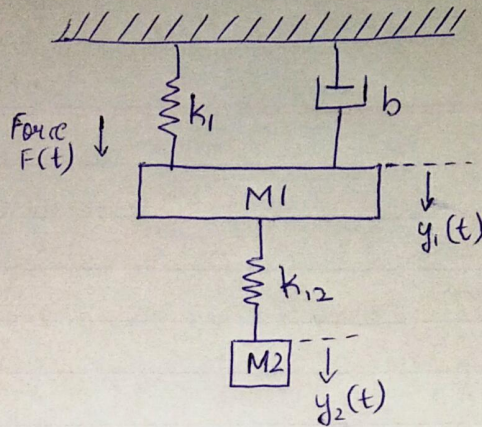 k₁
b
Force
F(t)
M1
y₁(t)
k₁₂
M2
y₂(t)